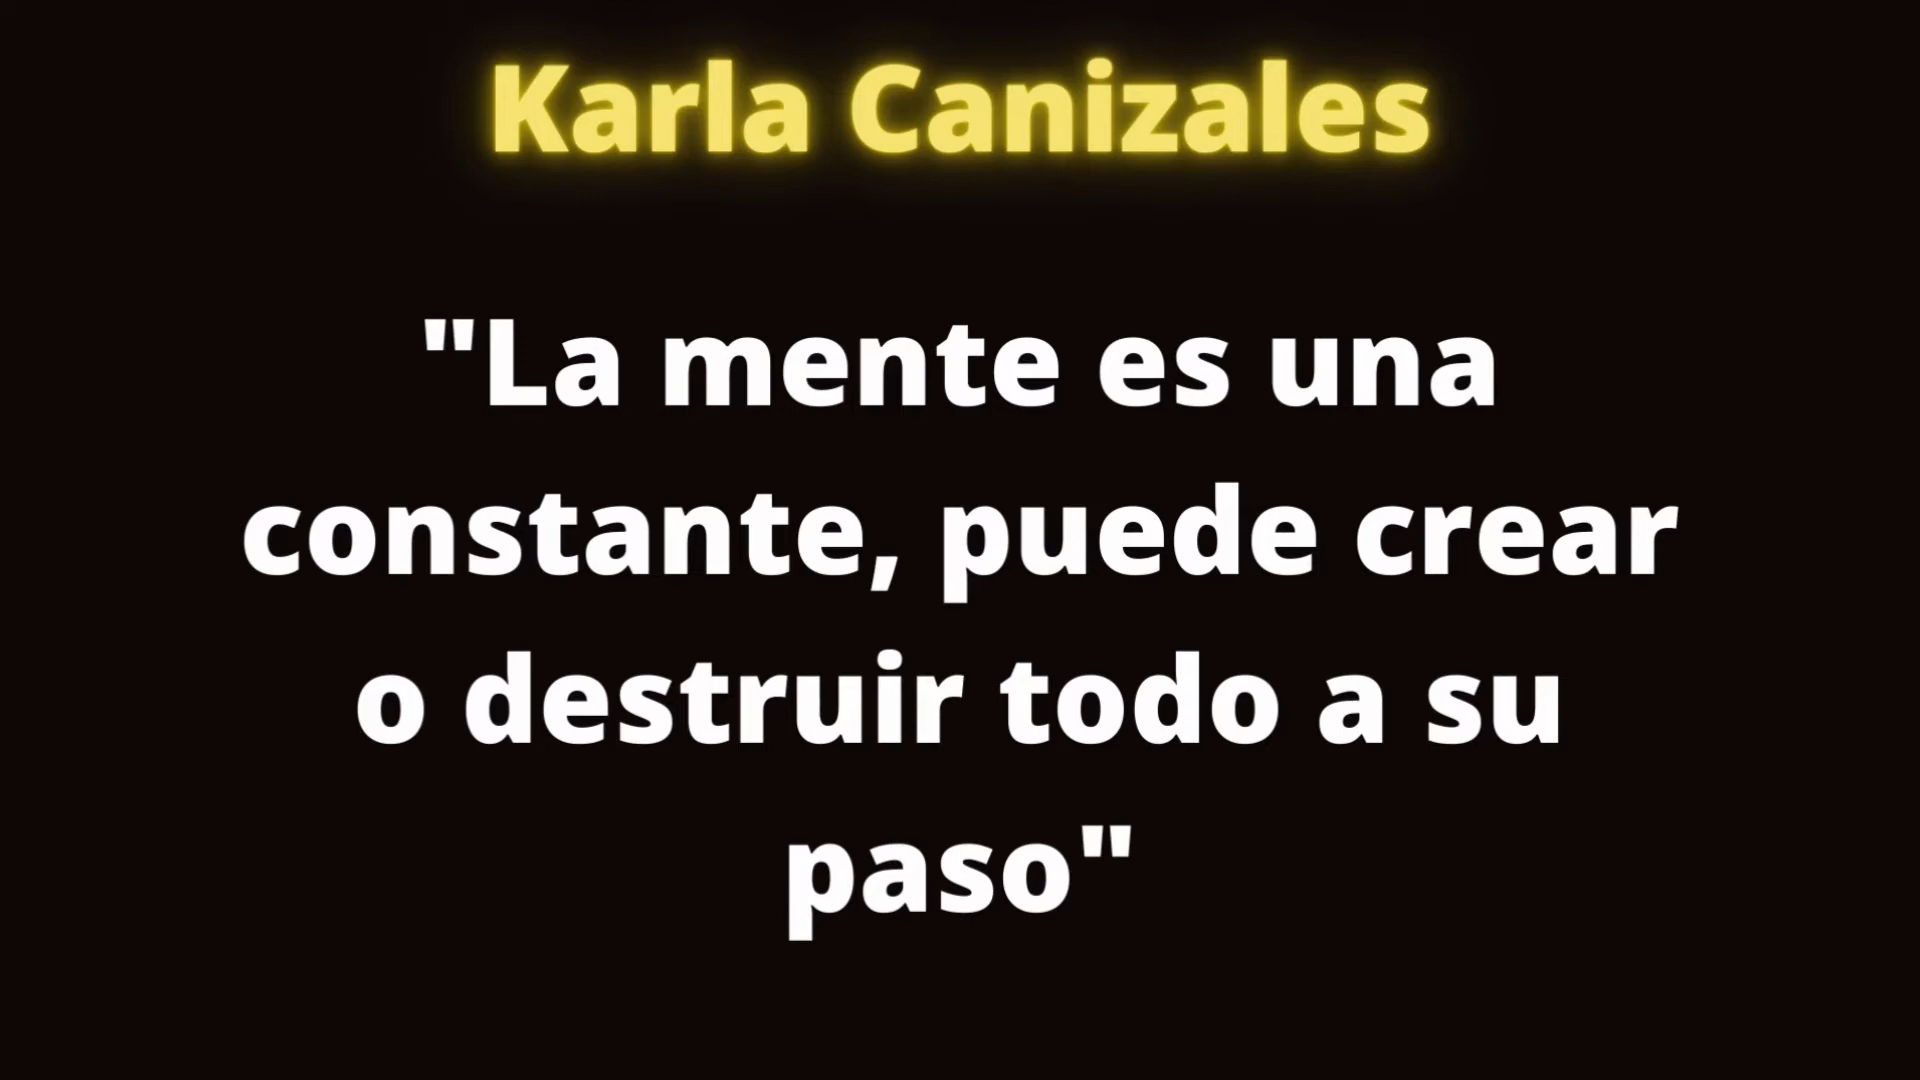 Karla Canizales
"La mente es una
constante, puede crear
o destruir todo a su
paso"